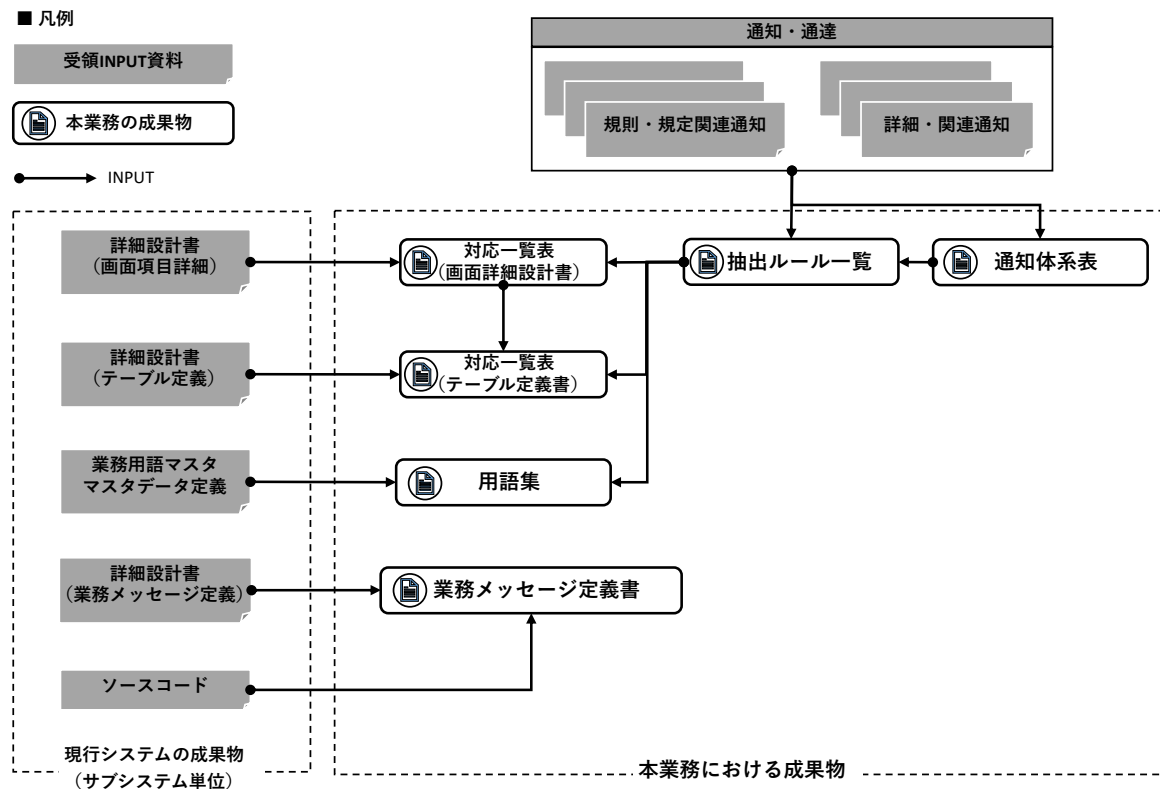 ■ 凡例
受領INPUT資料
本業務の成果物
INPUT
通知・通達
規則・規定関連通知
詳細・関連通知
詳細設計書
（画面項目詳細）
対応一覧表
（画面詳細設計書）
抽出ルール一覧
通知体系表
詳細設計書
（テーブル定義）
対応一覧表
（テーブル定義書）
業務用語マスタ
マスタデータ定義
用語集
詳細設計書
（業務メッセージ定義）
業務メッセージ定義書
ソースコード
現行システムの成果物
（サブシステム単位）
本業務における成果物